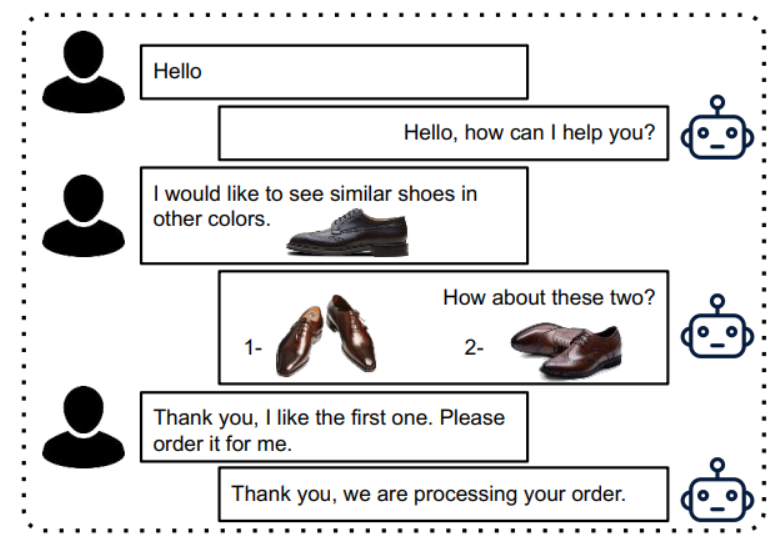 Hello
Hello, how can I help you?
I would like to see similar shoes in
other colors.
How about these two?
1-
2-
Thank you, I like the first one. Please
order it for me.
Thank you, we are processing your order.